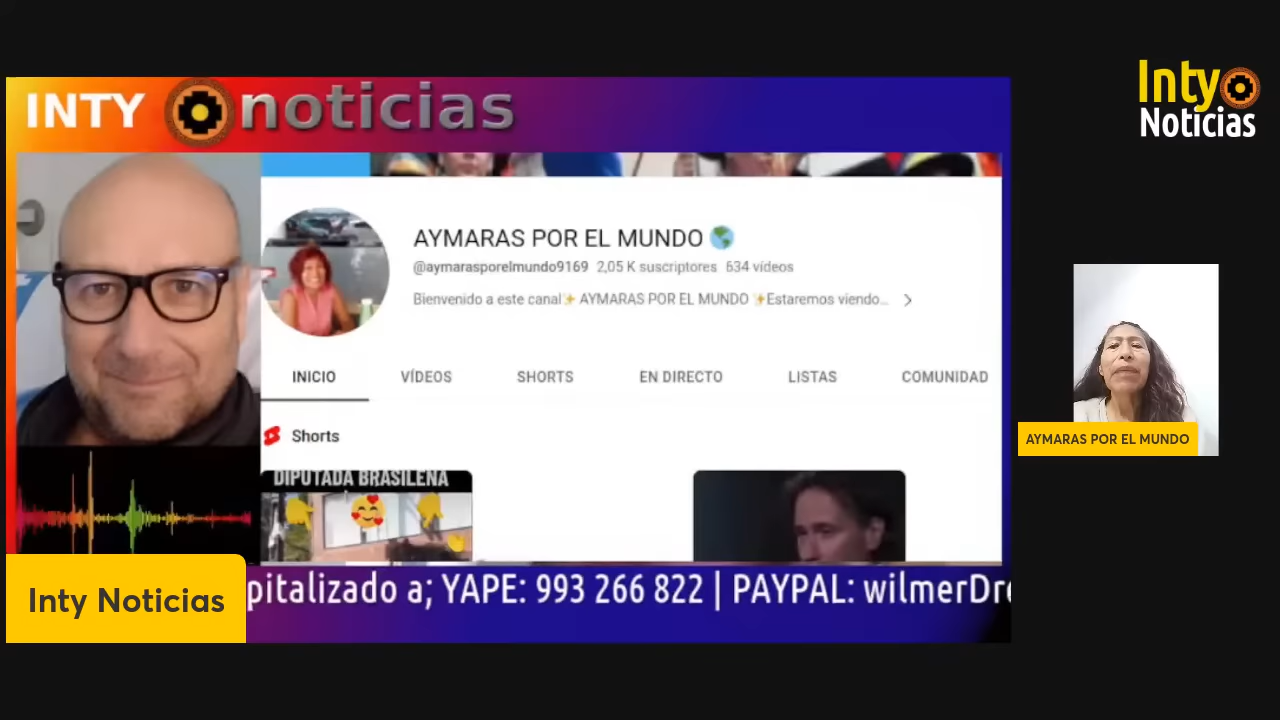 INTY noticias
Inty
Noticias
AYMARAS POR EL MUNDO
@aymarasporelmundo9169 2,05 K suscriptores 634 vídeos
Bienvenido a este canal✨ AYMARAS POR EL MUNDO ✨Estaremos viendo...
INICIO VÍDEOS SHORTS EN DIRECTO LISTAS COMUNIDAD
Shorts
DIPUTADA BRASILEÑA
AYMARAS POR EL MUNDO
Inty Noticias
pitalizado a; YAPE: 993 266 822 | PAYPAL: wilmerDre